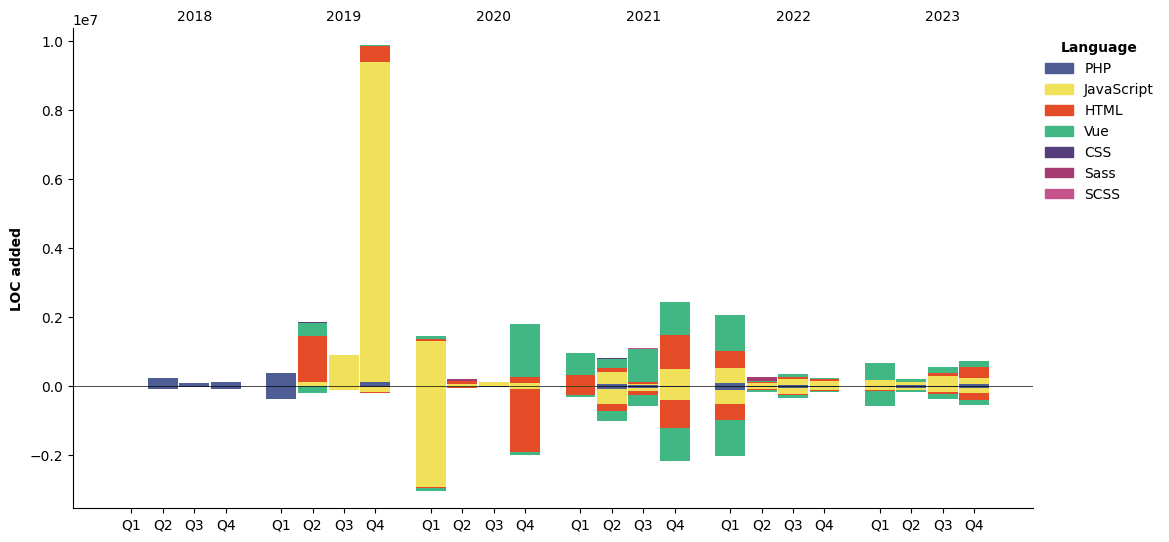 2018 2019 2020 2021 2022 2023
1e7
Language
PHP
JavaScript
HTML
Vue
CSS
Sass
SCSS
LOC added
1.0
0.8
0.6
0.4
0.2
0.0
−0.2
Q1 Q2 Q3 Q4 Q1 Q2 Q3 Q4 Q1 Q2 Q3 Q4 Q1 Q2 Q3 Q4 Q1 Q2 Q3 Q4 Q1 Q2 Q3 Q4